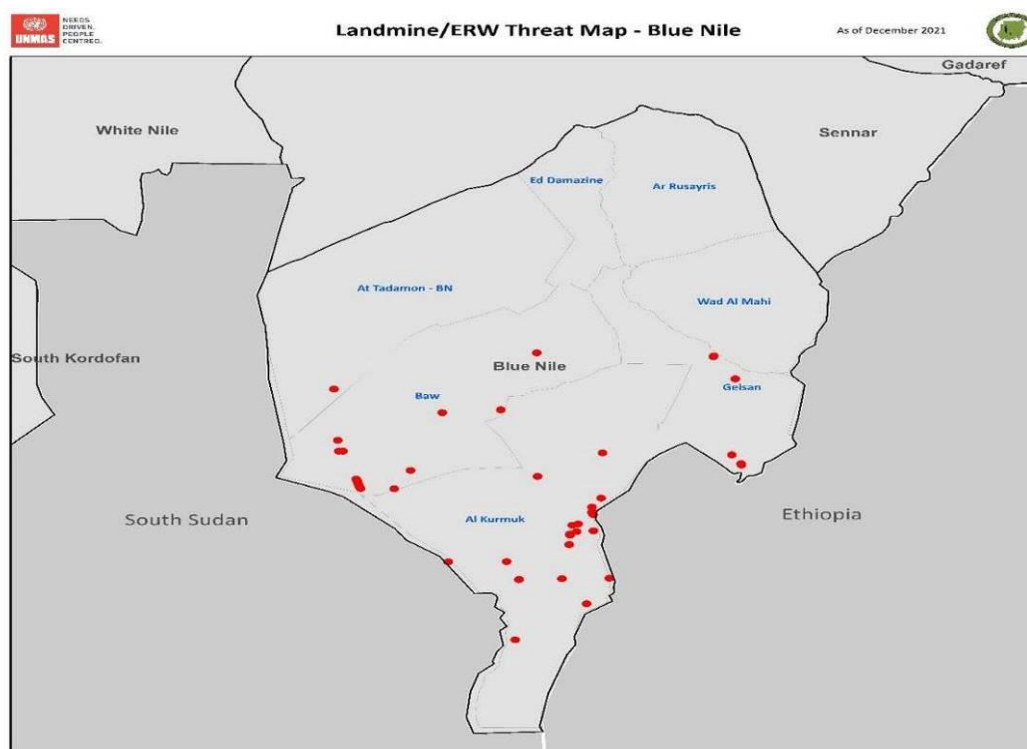 UNMAS
NEEDS
DRIVEN.
PEOPLE
CENTRED.
Landmine/ERW Threat Map - Blue Nile
As of December 2021
Gadaref
White Nile
Sennar
Ed Damazine
Ar Rusayris
At Tadamon - BN
Wad Al Mahi
South Kordofan
Blue Nile
Geisan
Baw
Al Kurmuk
South Sudan
Ethiopia